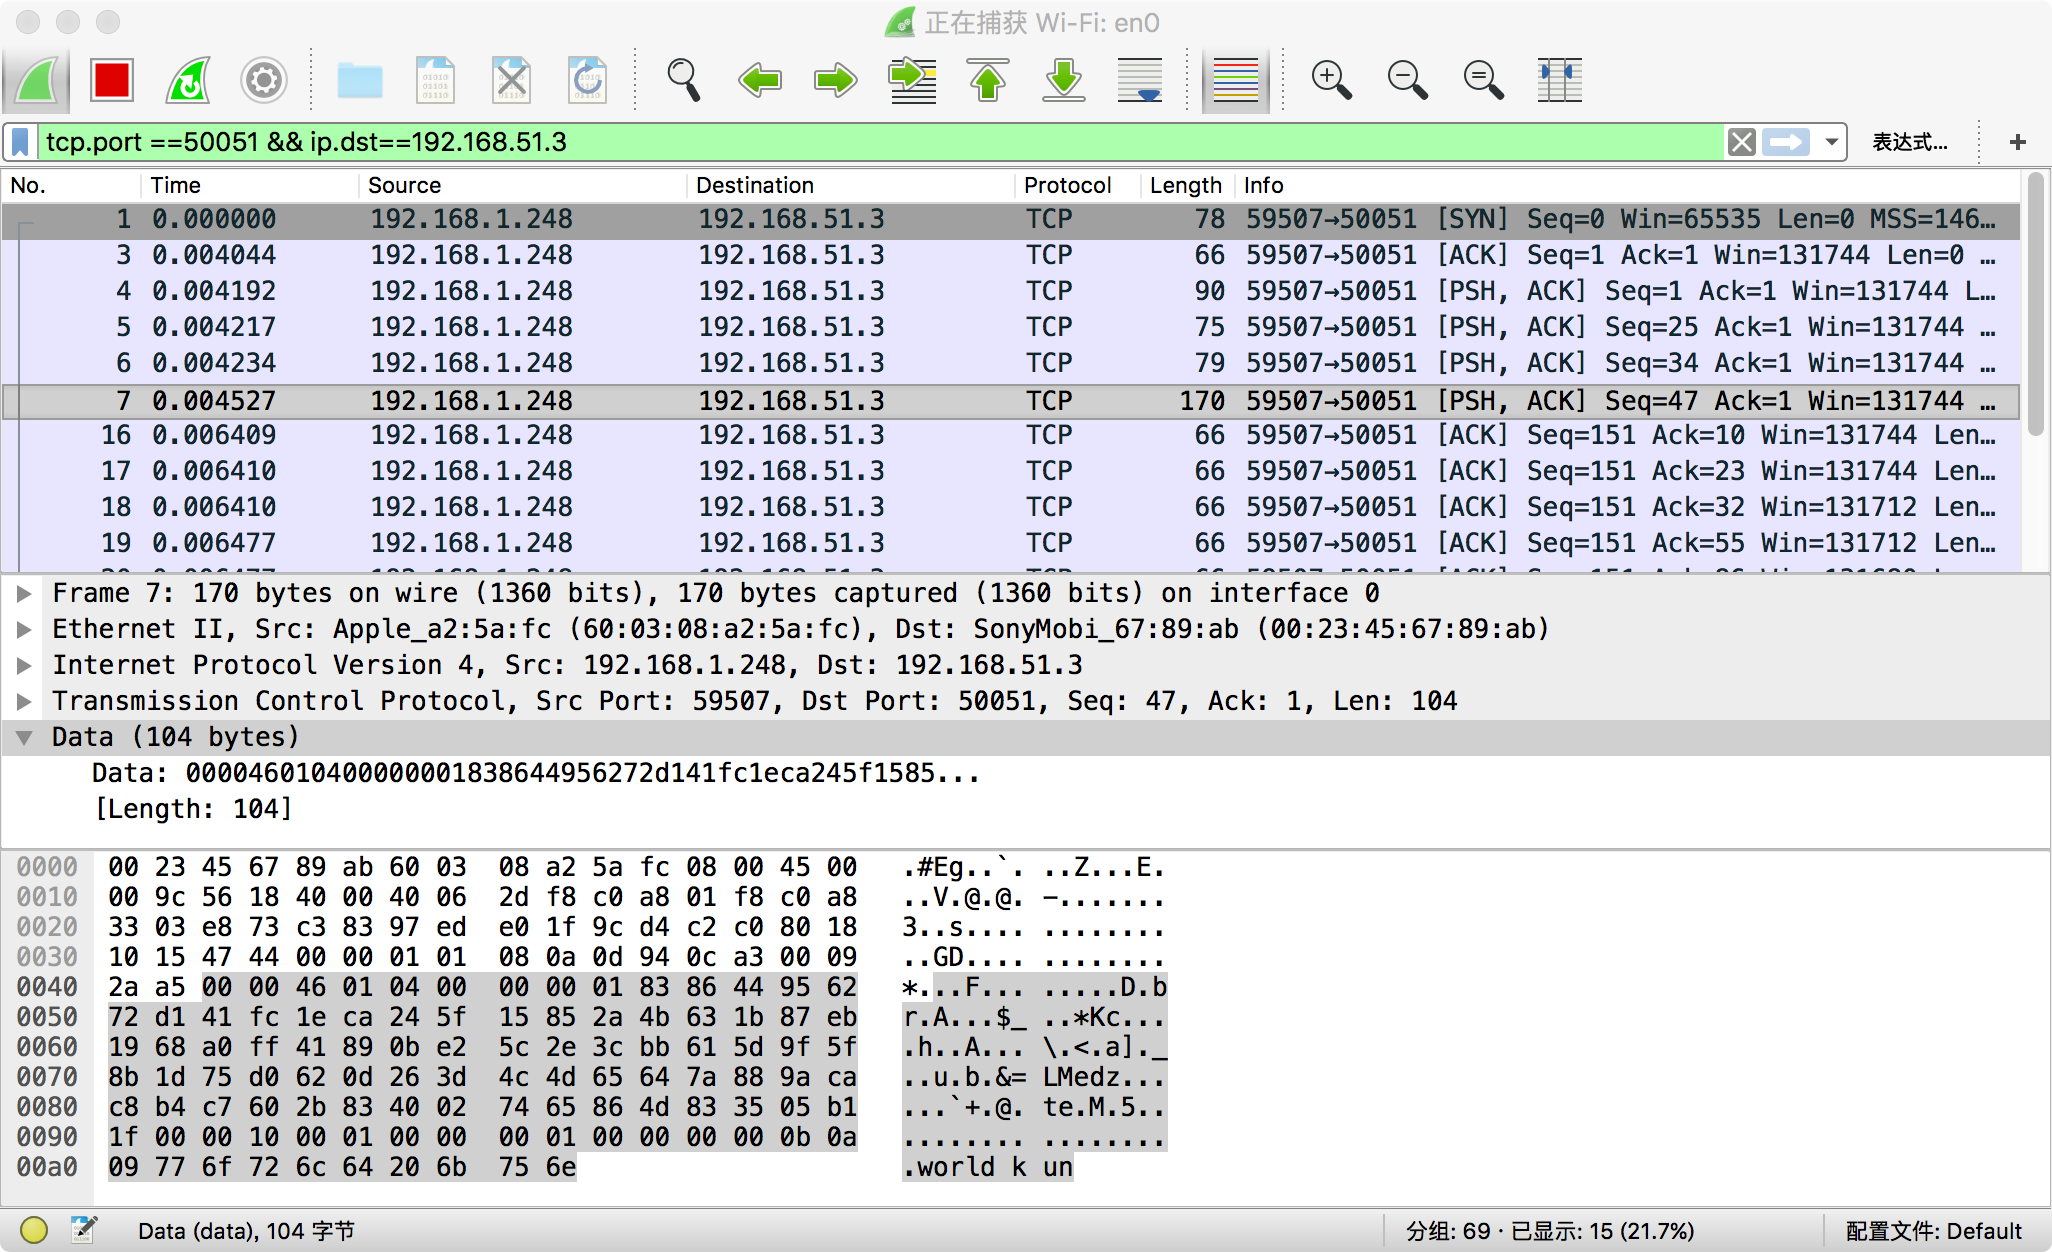 正在捕获 Wi-Fi: en0
tcp.port ==50051 && ip.dst==192.168.51.3 表达式... +
No. Time Source Destination Protocol Length Info
1 0.000000 192.168.1.248 192.168.51.3 TCP 78 59507→50051 [SYN] Seq=0 Win=65535 Len=0 MSS=146…
3 0.004044 192.168.1.248 192.168.51.3 TCP 66 59507→50051 [ACK] Seq=1 Ack=1 Win=131744 Len=0 …
4 0.004192 192.168.1.248 192.168.51.3 TCP 90 59507→50051 [PSH, ACK] Seq=1 Ack=1 Win=131744 L…
5 0.004217 192.168.1.248 192.168.51.3 TCP 75 59507→50051 [PSH, ACK] Seq=25 Ack=1 Win=131744 …
6 0.004234 192.168.1.248 192.168.51.3 TCP 79 59507→50051 [PSH, ACK] Seq=34 Ack=1 Win=131744 …
7 0.004527 192.168.1.248 192.168.51.3 TCP 170 59507→50051 [PSH, ACK] Seq=47 Ack=1 Win=131744 …
16 0.006409 192.168.1.248 192.168.51.3 TCP 66 59507→50051 [ACK] Seq=151 Ack=10 Win=131744 Len…
17 0.006410 192.168.1.248 192.168.51.3 TCP 66 59507→50051 [ACK] Seq=151 Ack=23 Win=131744 Len…
18 0.006410 192.168.1.248 192.168.51.3 TCP 66 59507→50051 [ACK] Seq=151 Ack=32 Win=131712 Len…
19 0.006477 192.168.1.248 192.168.51.3 TCP 66 59507→50051 [ACK] Seq=151 Ack=55 Win=131712 Len…
Frame 7: 170 bytes on wire (1360 bits), 170 bytes captured (1360 bits) on interface 0
Ethernet II, Src: Apple_a2:5a:fc (60:03:08:a2:5a:fc), Dst: SonyMobi_67:89:ab (00:23:45:67:89:ab)
Internet Protocol Version 4, Src: 192.168.1.248, Dst: 192.168.51.3
Transmission Control Protocol, Src Port: 59507, Dst Port: 50051, Seq: 47, Ack: 1, Len: 104
Data (104 bytes)
Data: 00004601040000000183864495627​2d141fc1eca245f1585...
[Length: 104]
0000 00 23 45 67 89 ab 60 03 08 a2 5a fc 08 00 45 00 .#Eg..`. ..Z...E.
0010 00 9c 56 18 40 00 40 06 2d f8 c0 a8 01 f8 c0 a8 ..V.@.@. -.......
0020 33 03 e8 73 c3 83 97 ed e0 1f 9c d4 c2 c0 80 18 3..s.... ........
0030 10 15 47 44 00 00 01 01 08 0a 0d 94 0c a3 00 09 ..GD.... ........
0040 2a a5 00 00 46 01 04 00 00 00 01 83 86 44 95 62 *...F... .....D.b
0050 72 d1 41 fc 1e ca 24 5f 15 85 2a 4b 63 1b 87 eb r.A...$_ ..*Kc...
0060 19 68 a0 ff 41 89 0b e2 5c 2e 3c bb 61 5d 9f 5f .h..A... \.<.a]._
0070 8b 1d 75 d0 62 0d 26 3d 4c 4d 65 64 7a 88 9a ca ..u.b.&= LMedz...
0080 c8 b4 c7 60 2b 83 40 02 74 65 86 4d 83 35 05 b1 ...`+.@. te.M.5..
0090 1f 00 00 10 00 01 00 00 00 01 00 00 00 00 0b 0a ........ ........
00a0 09 77 6f 72 6c 64 20 6b 75 6e .world k un
Data (data), 104 字节 分组: 69 · 已显示: 15 (21.7%) 配置文件: Default